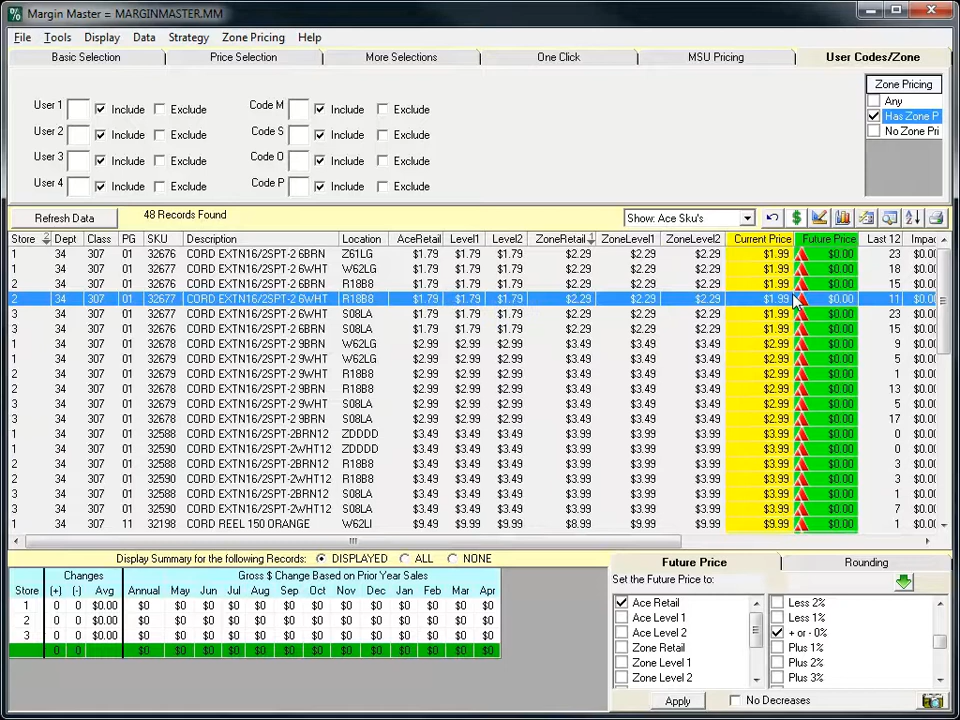 Margin Master = MARGINMASTER.MM
File Tools Display Data Strategy Zone Pricing Help
Basic Selection Price Selection More Selections One Click MSU Pricing User Codes/Zone
Zone Pricing
Any
Has Zone P
No Zone Pri
User 1 Include Exclude Code M Include Exclude
User 2 Include Exclude Code S Include Exclude
User 3 Include Exclude Code O Include Exclude
User 4 Include Exclude Code P Include Exclude
Refresh Data 48 Records Found Show: Ace Sku's
Store Dept Class PG SKU Description Location AceRetail Level1 Level2 ZoneRetail ZoneLevel1 ZoneLevel2 Current Price Future Price Last 12 Impac
1 34 307 01 32676 CORD EXTN16/2SPT-2 6BRN Z61LG $1.79 $1.79 $1.79 $2.29 $2.29 $2.29 $1.99 $0.00 23 $0.00
1 34 307 01 32677 CORD EXTN16/2SPT-2 6WHT W62LG $1.79 $1.79 $1.79 $2.29 $2.29 $2.29 $1.99 $0.00 18 $0.00
2 34 307 01 32676 CORD EXTN16/2SPT-2 6BRN R18B8 $1.79 $1.79 $1.79 $2.29 $2.29 $2.29 $1.99 $0.00 15 $0.00
2 34 307 01 32677 CORD EXTN16/2SPT-2 6WHT R18B8 $1.79 $1.79 $1.79 $2.29 $2.29 $2.29 $1.99 $0.00 11 $0.00
3 34 307 01 32677 CORD EXTN16/2SPT-2 6WHT S08LA $1.79 $1.79 $1.79 $2.29 $2.29 $2.29 $1.99 $0.00 23 $0.00
3 34 307 01 32676 CORD EXTN16/2SPT-2 6BRN S08LA $1.79 $1.79 $1.79 $2.29 $2.29 $2.29 $1.99 $0.00 15 $0.00
1 34 307 01 32678 CORD EXTN16/2SPT-2 9BRN W62LG $2.99 $2.99 $2.99 $3.49 $3.49 $3.49 $2.99 $0.00 9 $0.00
1 34 307 01 32679 CORD EXTN16/2SPT-2 9WHT W62LG $2.99 $2.99 $2.99 $3.49 $3.49 $3.49 $2.99 $0.00 5 $0.00
2 34 307 01 32679 CORD EXTN16/2SPT-2 9WHT R18B8 $2.99 $2.99 $2.99 $3.49 $3.49 $3.49 $2.99 $0.00 1 $0.00
2 34 307 01 32678 CORD EXTN16/2SPT-2 9BRN R18B8 $2.99 $2.99 $2.99 $3.49 $3.49 $3.49 $2.99 $0.00 13 $0.00
3 34 307 01 32679 CORD EXTN16/2SPT-2 9WHT S08LA $2.99 $2.99 $2.99 $3.49 $3.49 $3.49 $2.99 $0.00 5 $0.00
3 34 307 01 32678 CORD EXTN16/2SPT-2 9BRN S08LA $2.99 $2.99 $2.99 $3.49 $3.49 $3.49 $2.99 $0.00 17 $0.00
1 34 307 01 32588 CORD EXTN16/2SPT-2BRN12 ZDDDD $3.49 $3.49 $3.49 $3.99 $3.99 $3.99 $3.99 $0.00 0 $0.00
1 34 307 01 32590 CORD EXTN16/2SPT-2WHT12 ZDDDD $3.49 $3.49 $3.49 $3.99 $3.99 $3.99 $3.99 $0.00 0 $0.00
2 34 307 01 32588 CORD EXTN16/2SPT-2BRN12 R18B8 $3.49 $3.49 $3.49 $3.99 $3.99 $3.99 $3.99 $0.00 3 $0.00
2 34 307 01 32590 CORD EXTN16/2SPT-2WHT12 R18B8 $3.49 $3.49 $3.49 $3.99 $3.99 $3.99 $3.99 $0.00 3 $0.00
3 34 307 01 32588 CORD EXTN16/2SPT-2BRN12 S08LA $3.49 $3.49 $3.49 $3.99 $3.99 $3.99 $3.99 $0.00 1 $0.00
3 34 307 01 32590 CORD EXTN16/2SPT-2WHT12 S08LA $3.49 $3.49 $3.49 $3.99 $3.99 $3.99 $3.99 $0.00 7 $0.00
1 34 307 11 32198 CORD REEL 150 ORANGE W62LI $9.49 $9.99 $9.49 $8.99 $9.99 $9.99 $9.99 $0.00 1 $0.00
Display Summary for the following Records: DISPLAYED ALL NONE
Changes Gross $ Change Based on Prior Year Sales
Store (+) (-) Avg Annual May Jun Jul Aug Sep Oct Nov Dec Jan Feb Mar Apr
1 0 0 $0.00 $0 $0 $0 $0 $0 $0 $0 $0 $0 $0 $0 $0 $0
2 0 0 $0.00 $0 $0 $0 $0 $0 $0 $0 $0 $0 $0 $0 $0 $0
3 0 0 $0.00 $0 $0 $0 $0 $0 $0 $0 $0 $0 $0 $0 $0 $0
0 0 $0 $0 $0 $0 $0 $0 $0 $0 $0 $0 $0 $0 $0
Future Price Rounding
Set the Future Price to:
Ace Retail
Ace Level 1
Ace Level 2
Zone Retail
Zone Level 1
Zone Level 2
Less 2%
Less 1%
+ or - 0%
Plus 1%
Plus 2%
Plus 3%
Apply No Decreases